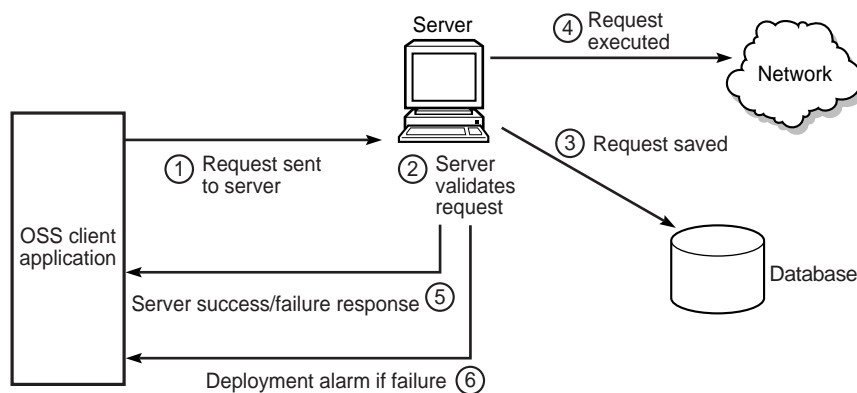 Server
④ Request
executed
Network
① Request sent
to server
② Server
validates
request
③ Request saved
OSS client
application
Database
Server success/failure response ⑤
Deployment alarm if failure ⑥